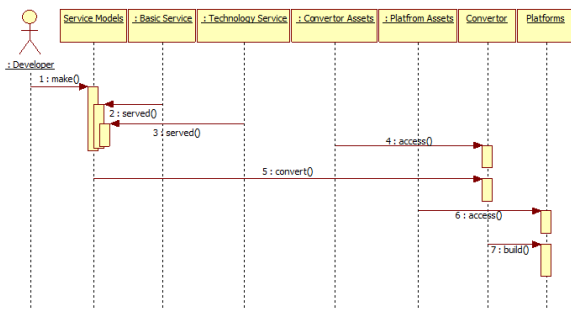 Service Models
: Basic Service
: Technology Service
: Convertor Assets
: Platfrom Assets
Convertor
Platforms
: Developer
1 : make()
2 : served()
3 : served()
4 : access()
5 : convert()
6 : access()
7 : build()